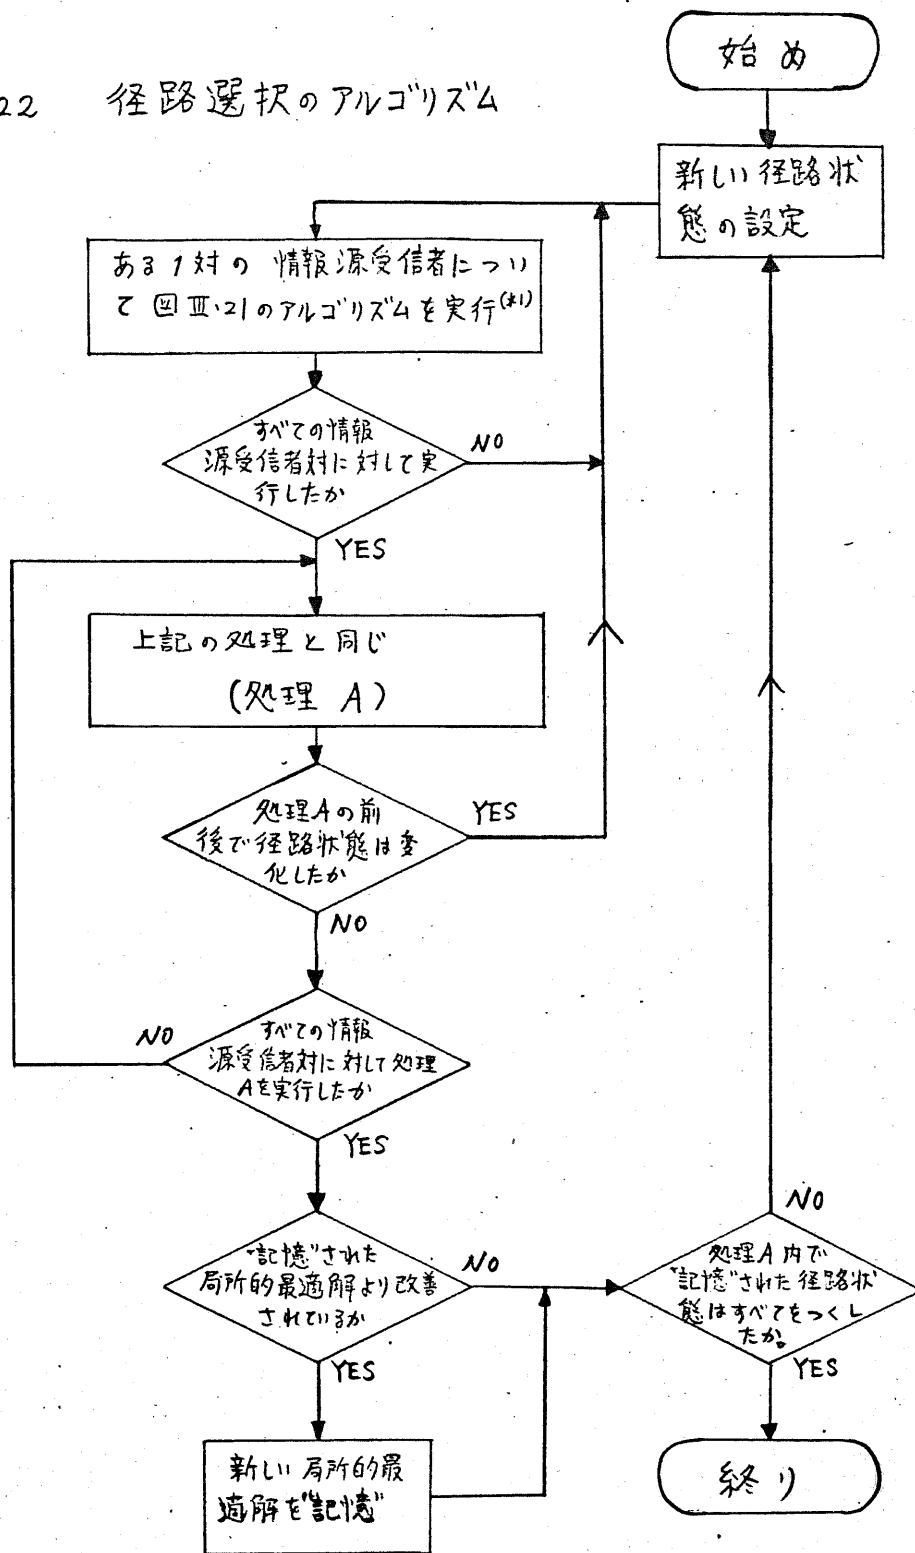 22 径路選択のアルゴリズム
始め
新しい径路状
態の設定
ある1対の 情報源受信者につい
て 図Ⅲ・21のアルゴリズムを実行(*1)
すべての情報
源受信者対に対して実
行したか
NO
YES
上記の処理と同じ
(処理 A)
処理Aの前
後で径路状態は変
化したか
YES
NO
すべての情報
源受信者対に対して処理
Aを実行したか
NO
YES
"記憶"された
局所的最適解より改善
されているか
NO
YES
新しい局所的最
適解を"記憶"
処理A内で
"記憶"された径路状
態はすべてをつくし
たか。
NO
YES
終り